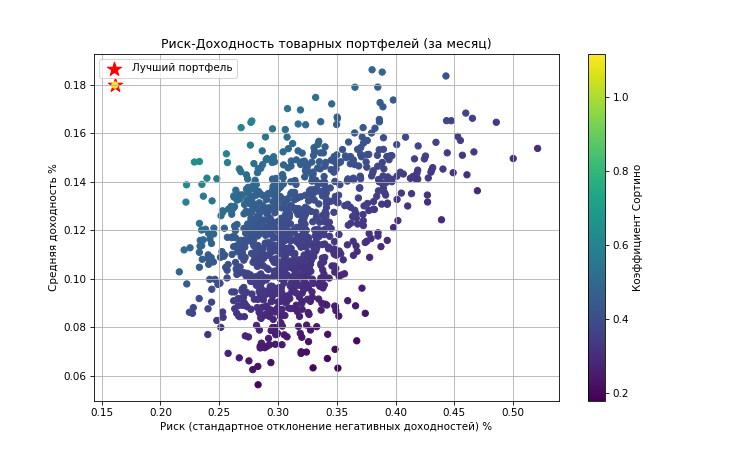 Риск-Доходность товарных портфелей (за месяц)
Лучший портфель
0.18
0.16
0.14
0.12
0.10
0.08
0.06
Средняя доходность %
0.15 0.20 0.25 0.30 0.35 0.40 0.45 0.50
Риск (стандартное отклонение негативных доходностей) %
1.0
0.8
0.6
0.4
0.2
Коэффициент Сортино